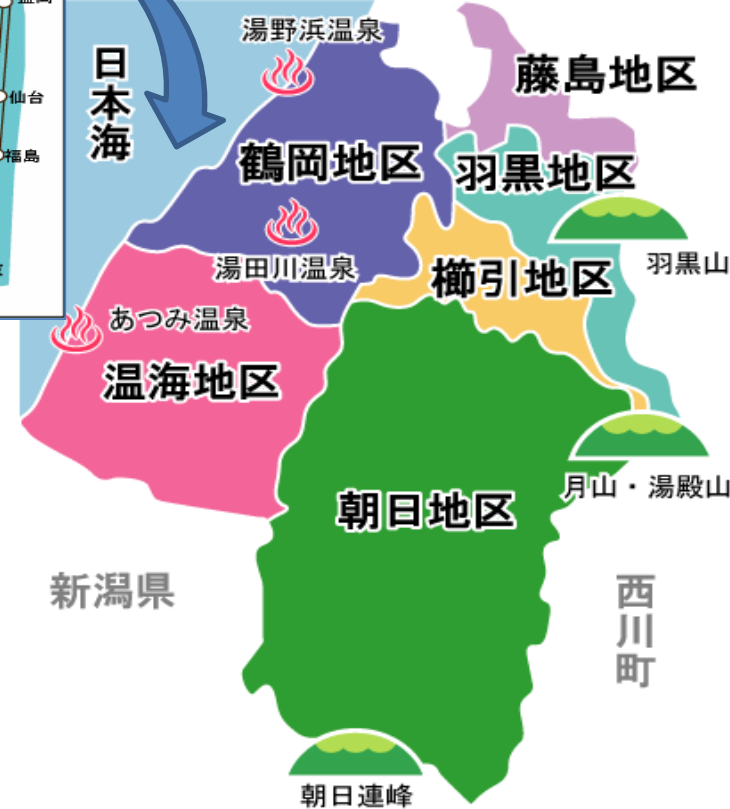 仙台
福島
日本海
湯野浜温泉
藤島地区
鶴岡地区
羽黒地区
羽黒山
湯田川温泉
櫛引地区
あつみ温泉
温海地区
月山・湯殿山
朝日地区
新潟県
西川町
朝日連峰